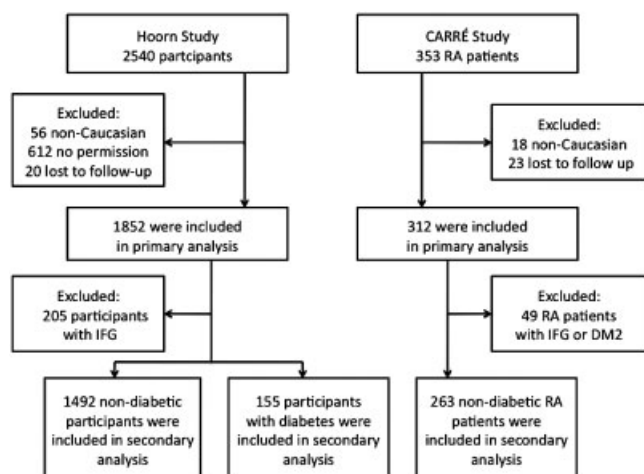 Hoorn Study
2540 partcipants
CARRÉ Study
353 RA patients
Excluded:
56 non-Caucasian
612 no permission
20 lost to follow-up
Excluded:
18 non-Caucasian
23 lost to follow up
1852 were included
in primary analysis
312 were included
in primary analysis
Excluded:
205 participants
with IFG
Excluded:
49 RA patients
with IFG or DM2
1492 non-diabetic
participants were
included in secondary
analysis
155 participants
with diabetes were
included in secondary
analysis
263 non-diabetic RA
patients were
included in secondary
analysis